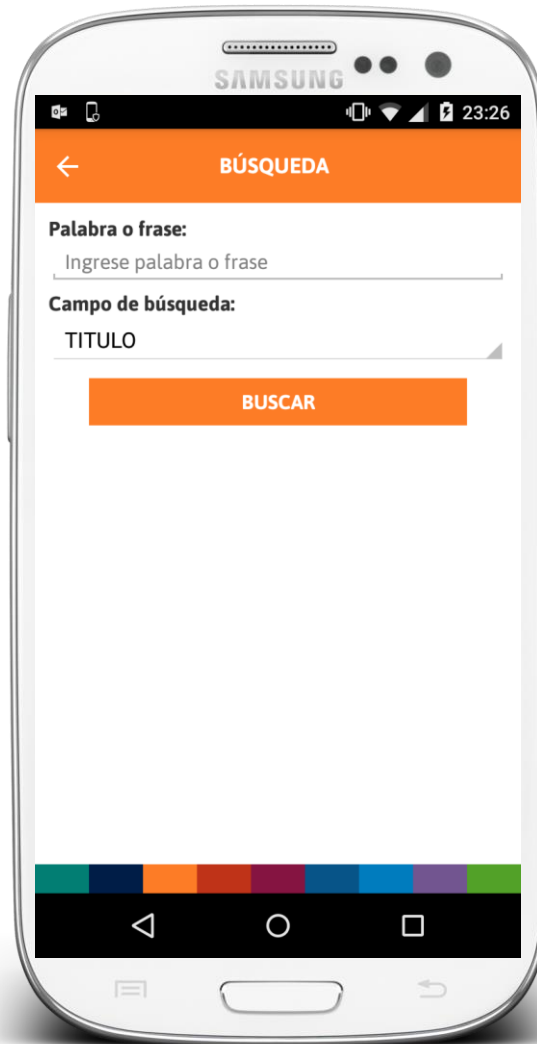 SAMSUNG
23:26
BÚSQUEDA
Palabra o frase:
Ingrese palabra o frase
Campo de búsqueda:
TITULO
BUSCAR